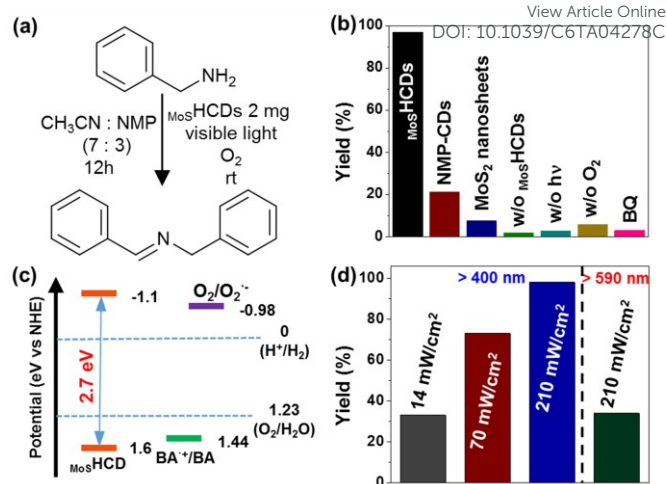 View Article Online
DOI: 10.1039/C6TA04278C
(a)
NH₂
CH₃CN : NMP
(7 : 3)
12h
MoSHCDs 2 mg
visible light
O₂
rt
N
(b)
Yield (%)
100
80
60
40
20
0
MoSHCDs
NMP-CDs
MoS₂ nanosheets
w/o MoSHCDs
w/o hν
w/o O₂
BQ
(c)
Potential (eV vs NHE)
-1.1
O₂/O₂·-
-0.98
0
(H⁺/H₂)
2.7 eV
1.23
(O₂/H₂O)
1.6
1.44
MoSHCD
BA·+/BA
(d)
Yield (%)
100
80
60
40
20
0
> 400 nm
> 590 nm
14 mW/cm²
70 mW/cm²
210 mW/cm²
210 mW/cm²